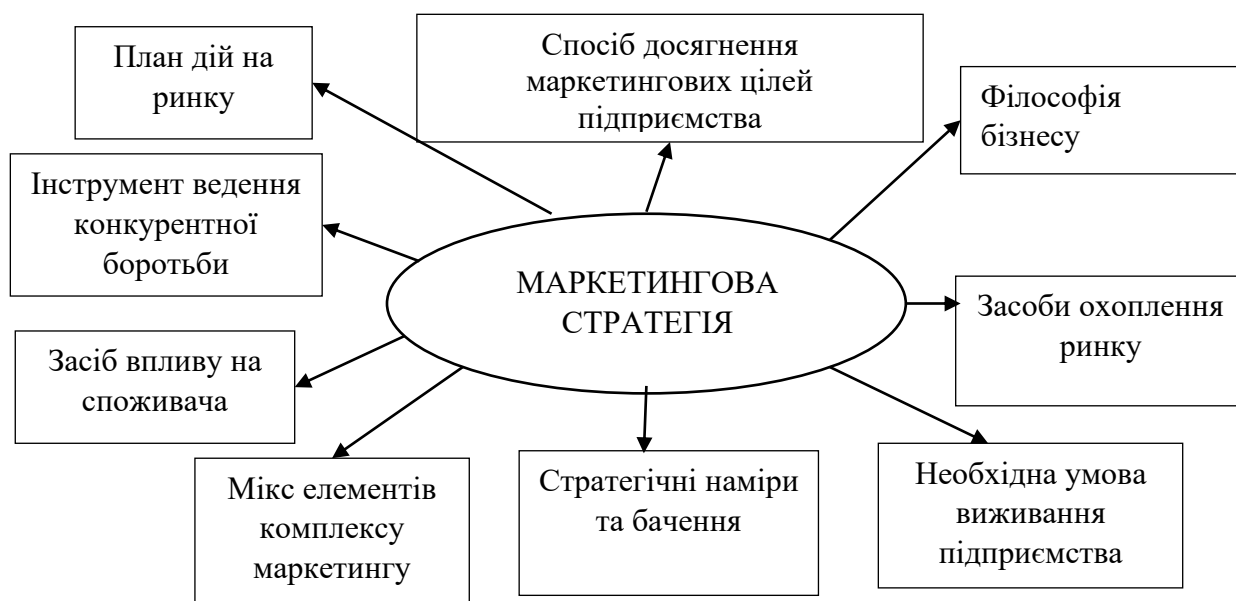 План дій на
ринку
Спосіб досягнення
маркетингових цілей
підприємства
Філософія
бізнесу
Інструмент ведення
конкурентної
боротьби
МАРКЕТИНГОВА
СТРАТЕГІЯ
Засоби охоплення
ринку
Засіб впливу на
споживача
Мікс елементів
комплексу
маркетингу
Стратегічні наміри
та бачення
Необхідна умова
виживання
підприємства